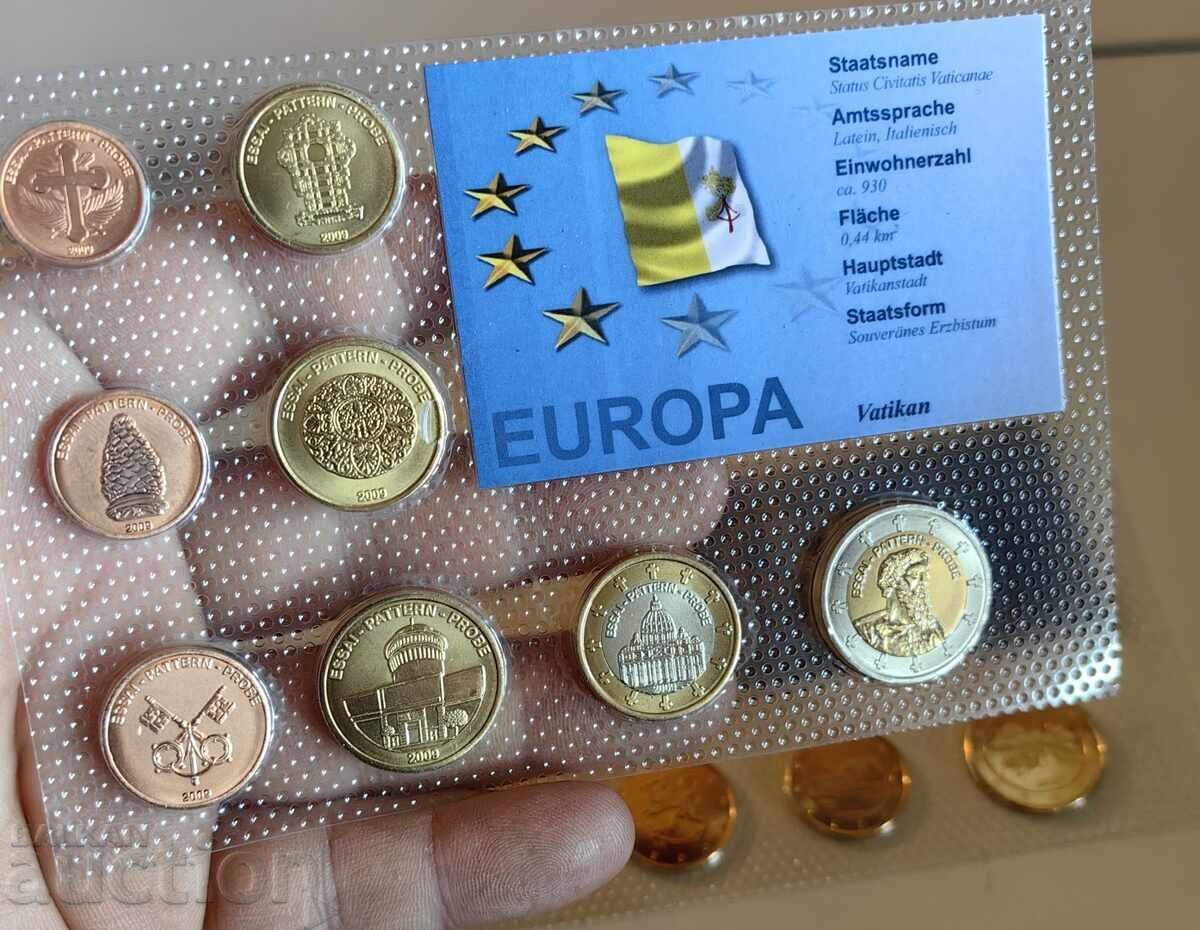 Staatsname
Status Civitatis Vaticanae
Amtssprache
Latein, Italienisch
Einwohnerzahl
ca. 930
Fläche
0,44 km²
Hauptstadt
Vatikanstadt
Staatsform
Souveränes Erzbistum
EUROPA
Vatikan
ESSAI - PATTERN - PROBE
2009
ESSAI - PATTERN - PROBE
2009
ESSAI - PATTERN - PROBE
2009
ESSAI - PATTERN - PROBE
2009
ESSAI - PATTERN - PROBE
2009
ESSAI - PATTERN - PROBE
2009
ESSAI - PATTERN - PROBE
ESSAI - PATTERN - PROBE
БАЛКАН
auction